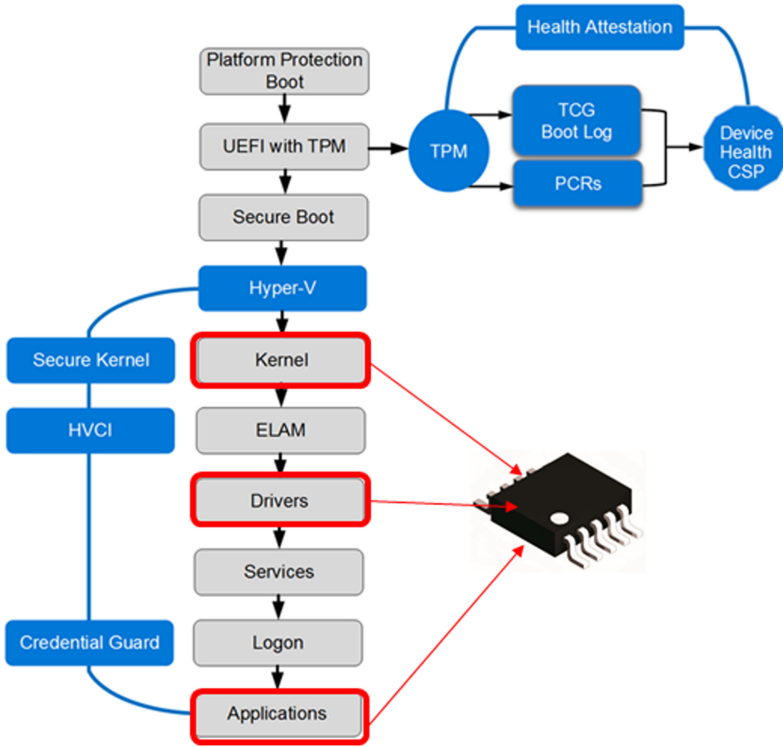 Health Attestation
Platform Protection
Boot
TCG
Boot Log
UEFI with TPM
TPM
Device
Health
CSP
PCRs
Secure Boot
Hyper-V
Secure Kernel
Kernel
HVCI
ELAM
Drivers
Services
Credential Guard
Logon
Applications